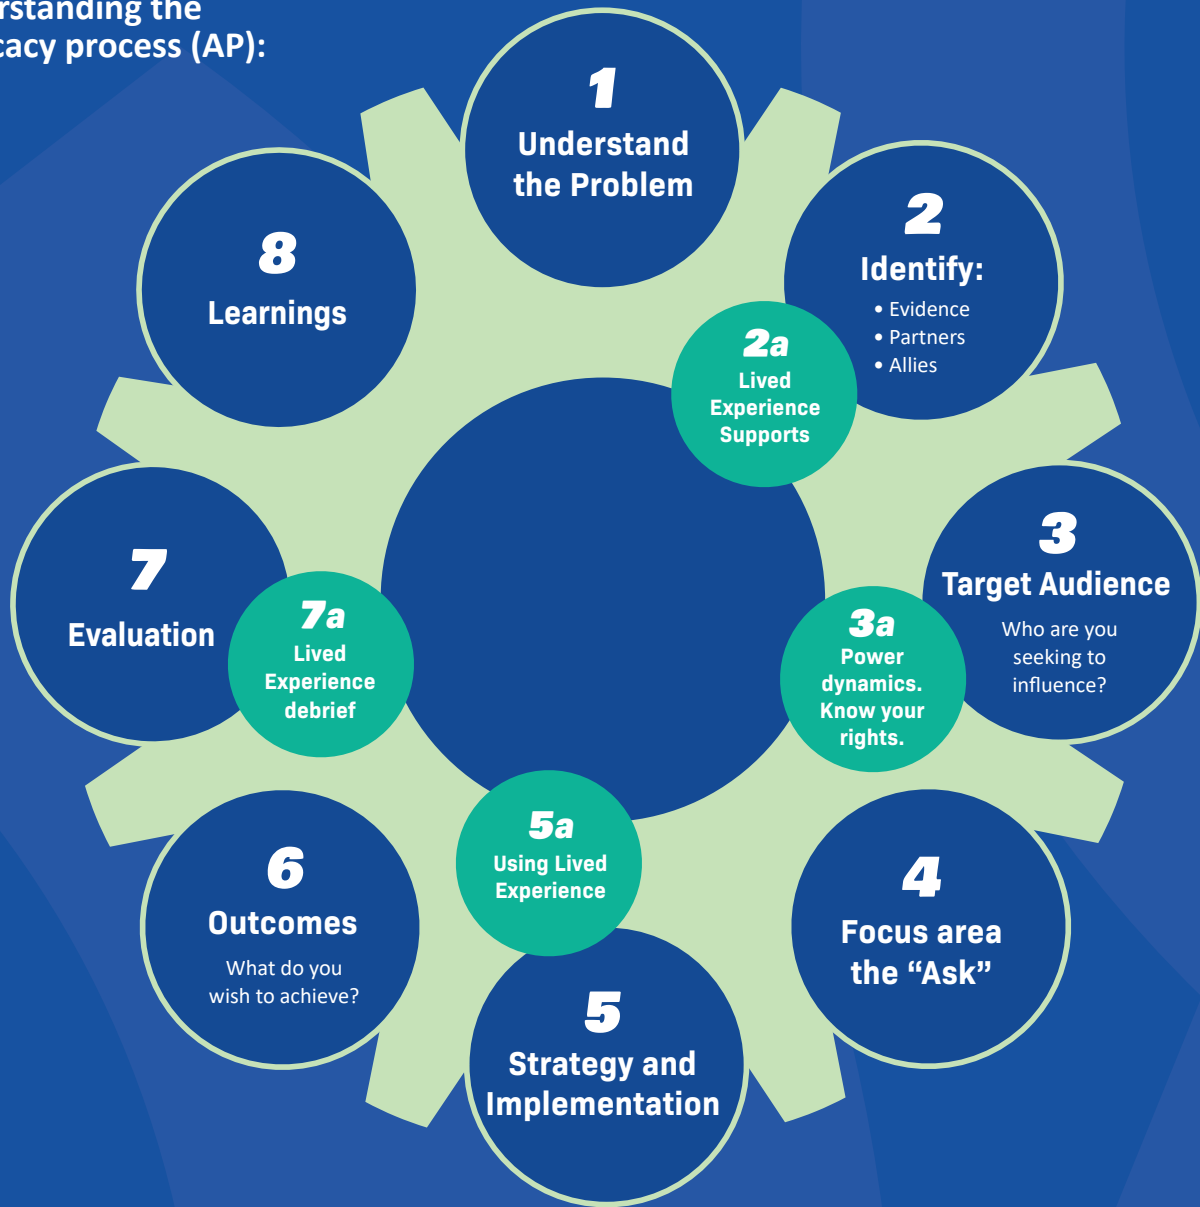 the
cacy process (AP):
1
Understand
the Problem
2
Identify:
• Evidence
• Partners
• Allies
2a
Lived
Experience
Supports
3
Target Audience
Who are you
seeking to
influence?
3a
Power
dynamics.
Know your
rights.
4
Focus area
the “Ask”
5
Strategy and
Implementation
5a
Using Lived
Experience
6
Outcomes
What do you
wish to achieve?
7
Evaluation
7a
Lived
Experience
debrief
8
Learnings